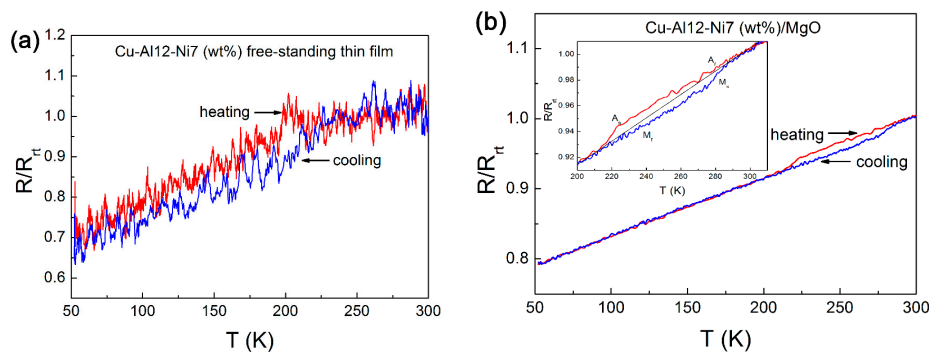 (a)
Cu-Al12-Ni7 (wt%) free-standing thin film
1.2
1.1
1.0
0.9
0.8
0.7
0.6
R/Rrt
heating
cooling
50 100 150 200 250 300
T (K)
(b)
Cu-Al12-Ni7 (wt%)/MgO
1.1
1.0
0.9
0.8
R/Rrt
heating
cooling
50 100 150 200 250 300
T (K)
1.00
0.98
0.96
0.94
0.92
R/Rrt
Af
Ms
As
Mf
200 220 240 260 280 300
T (K)